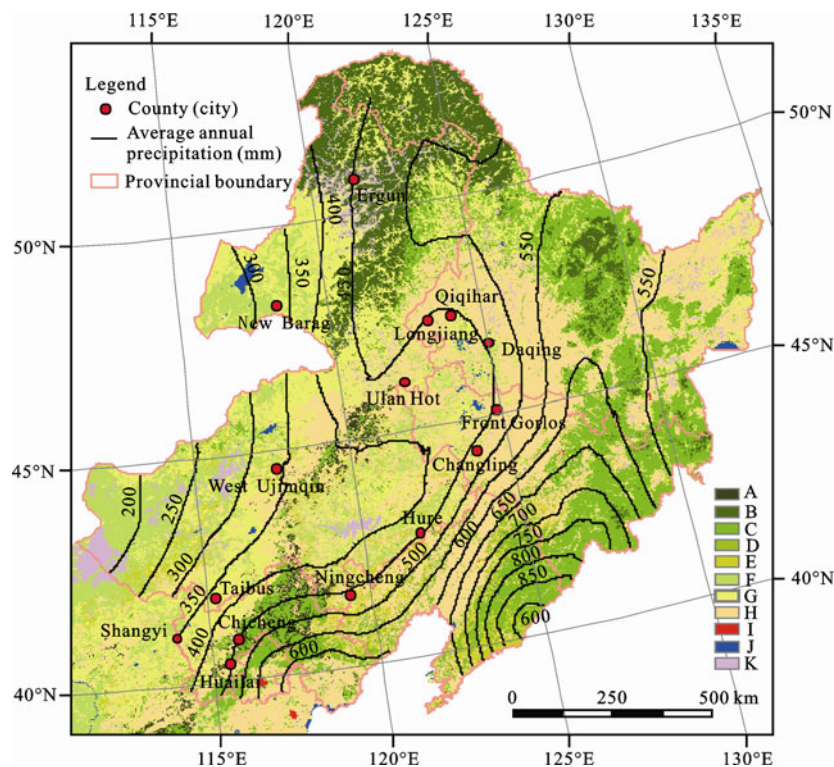 115°E 120°E 125°E 130°E 135°E
Legend
County (city)
Average annual
precipitation (mm)
Provincial boundary
50°N
50°N
45°N
45°N
40°N
40°N
Ergun
400
300
350
450
550
550
New Barag
Qiqihar
Longjiang
Daqing
Ulan Hot
Front Gorlos
West Ujimqin
Changling
200
250
300
350
400
Hure
500
600
650
700
750
800
850
600
Taibus
Ningcheng
Shangyi
Chicheng
600
Huailai
A
B
C
D
E
F
G
H
I
J
K
0 250 500 km
115°E 120°E 125°E 130°E